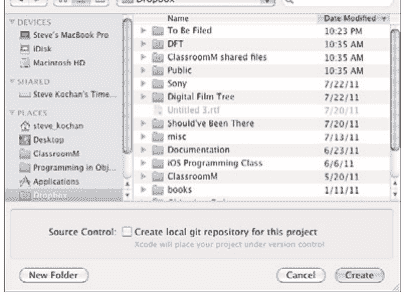 Dropbox
Name Date Modified
DEVICES
Steve's MacBook Pro
iDisk
Macintosh HD
SHARED
Steve Kochan's Time...
PLACES
steve_kochan
Desktop
ClassroomM
Programming in Obj...
Applications
Dropbox
To Be Filed 10:23 PM
DFT 10:35 AM
ClassroomM shared files 10:35 AM
Public 10:35 AM
Sony 7/22/11
Digital Film Tree 7/22/11
Untitled 3.rtf 7/20/11
Should've Been There 7/20/11
misc 7/13/11
Documentation 6/23/11
iOS Programming Class 6/6/11
ClassroomM 5/20/11
books 1/11/11
Source Control: Create local git repository for this project
Xcode will place your project under version control
New Folder Cancel Create